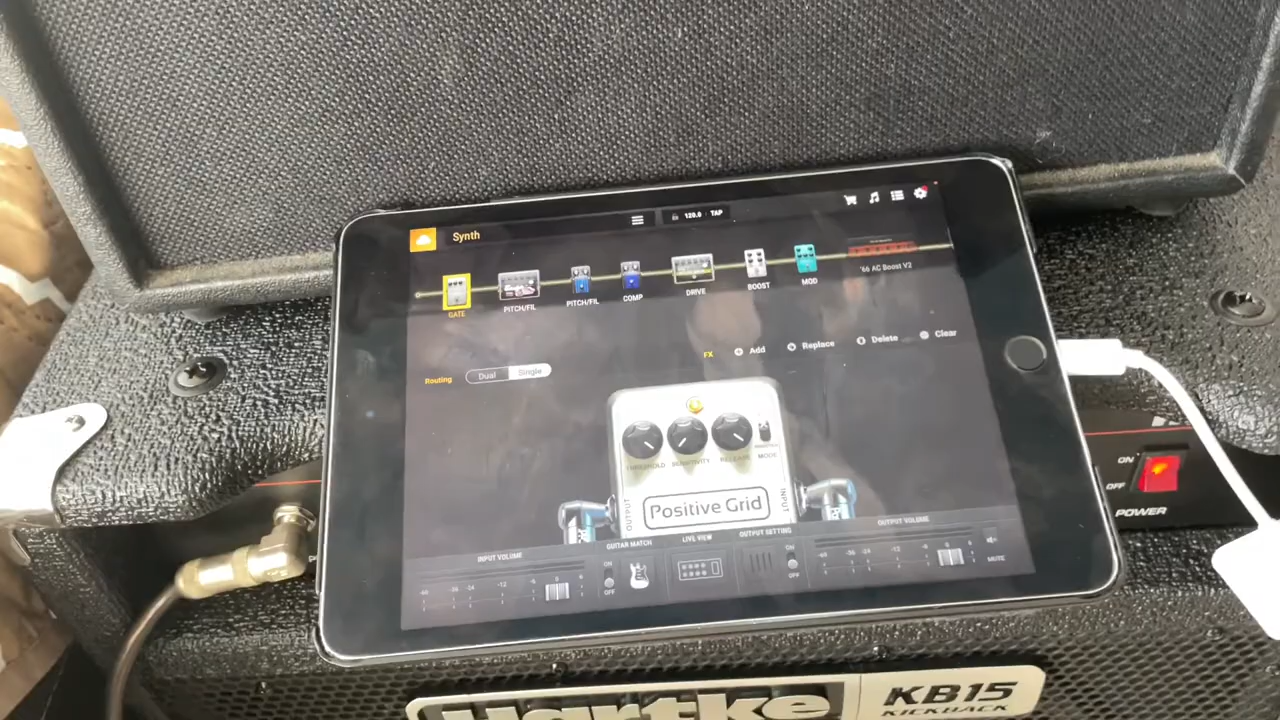 Synth
120.0 TAP
GATE
PITCH/FIL
PITCH/FIL
COMP
DRIVE
BOOST
MOD
'66 AC Boost V2
FX
Add
Replace
Delete
Clear
Routing
Dual
Single
THRESHOLD
SENSITIVITY
RELEASE
MODE
OUTPUT
INPUT
Positive Grid
INPUT VOLUME
GUITAR MATCH
LIVE VIEW
OUTPUT SETTING
OUTPUT VOLUME
ON
OFF
ON
OFF
MUTE
ON
OFF
POWER
Hartke
KB15
KICKBACK